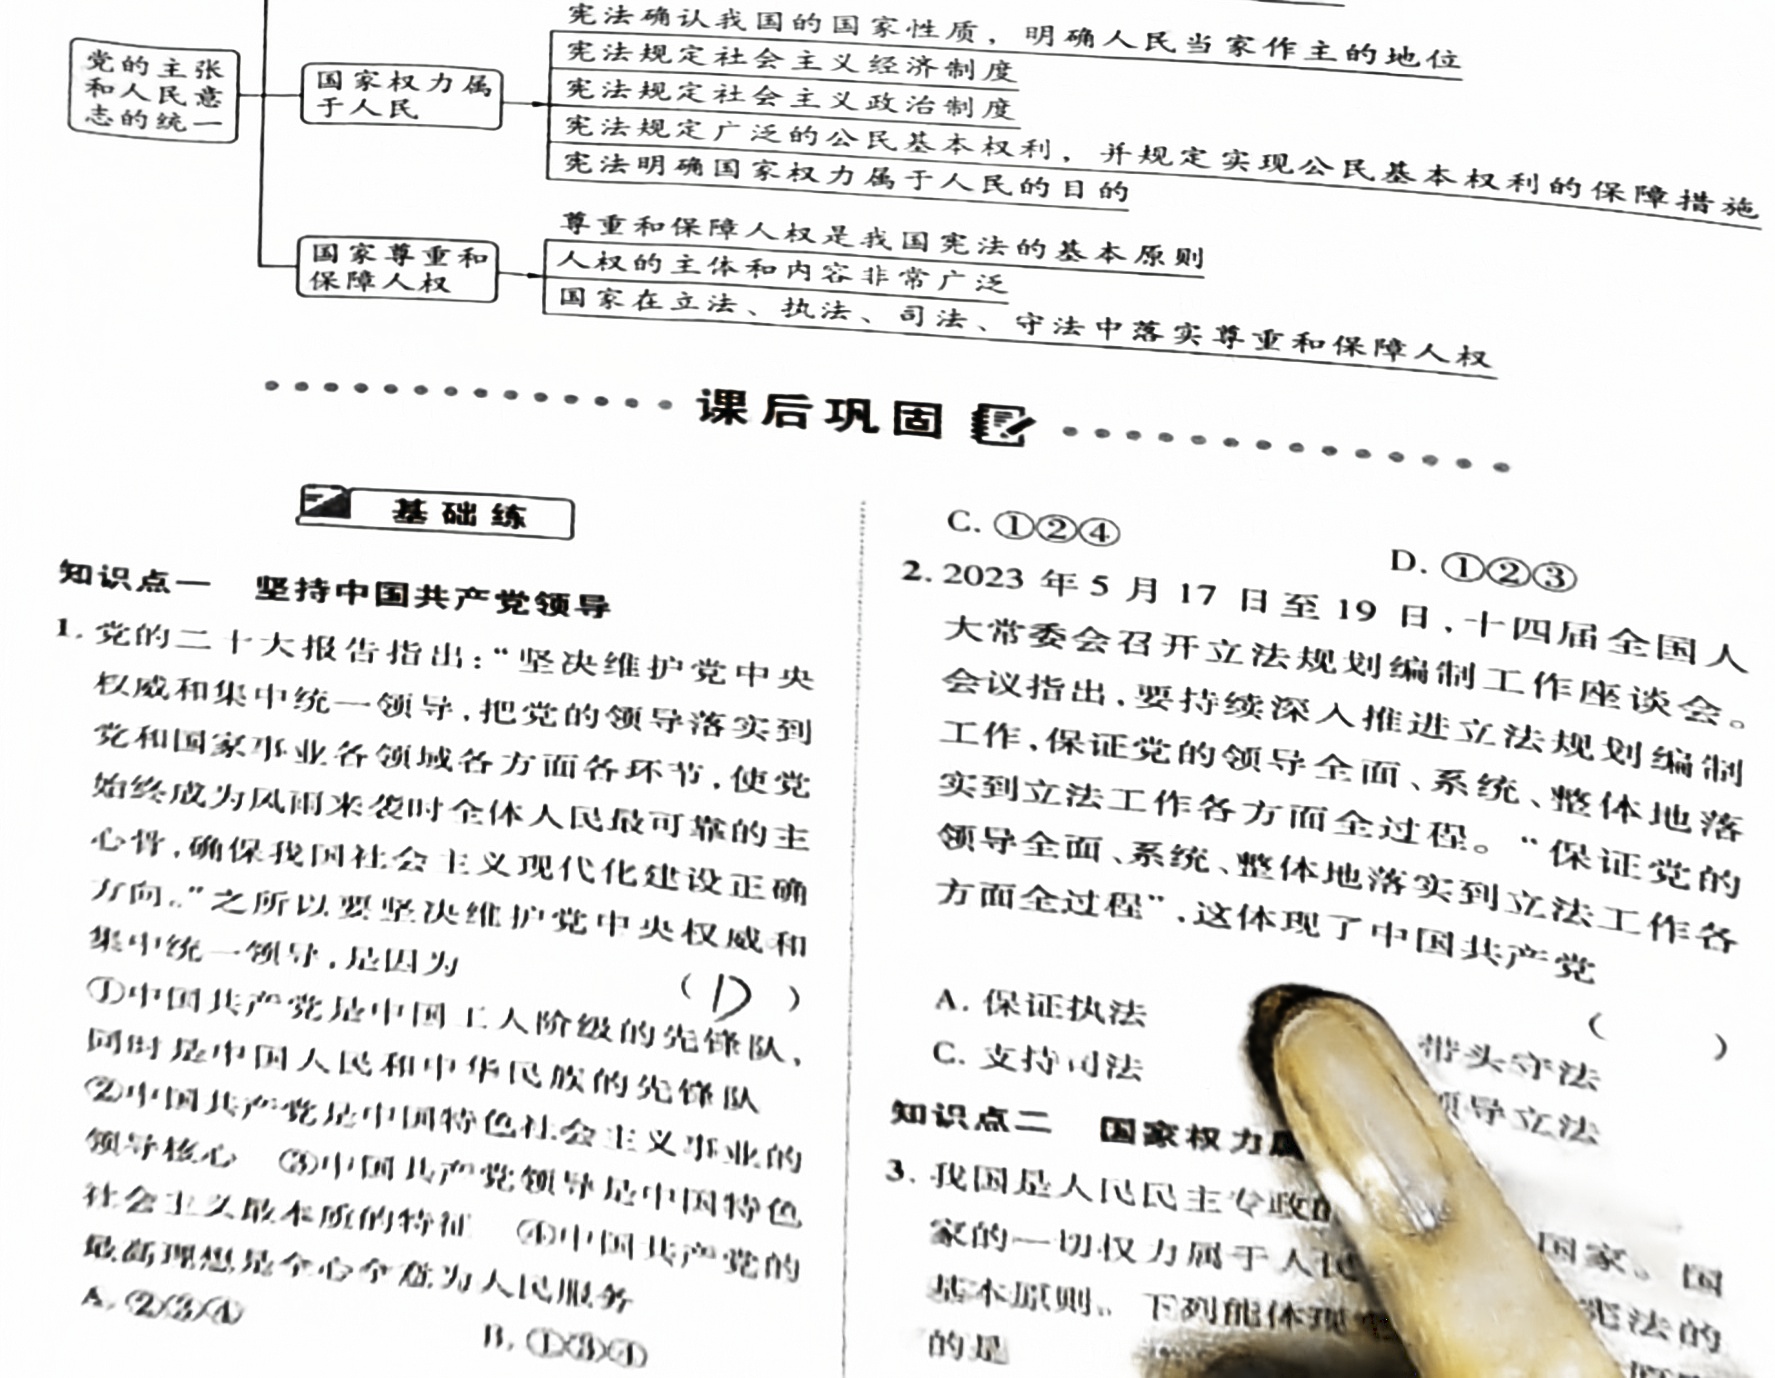 党的主张
和人民意
志的统一
国家权力属
于人民
宪法确认我国的国家性质，明确人民当家作主的地位
宪法规定社会主义经济制度
宪法规定社会主义政治制度
宪法规定广泛的公民基本权利，并规定实现公民基本权利的保障措施
宪法明确国家权力属于人民的目的
国家尊重和
保障人权
尊重和保障人权是我国宪法的基本原则
人权的主体和内容非常广泛
国家在立法、执法、司法、守法中落实尊重和保障人权
课后巩固
基础练
知识点一 坚持中国共产党领导
1.党的二十大报告指出:“坚决维护党中央
权威和集中统一领导,把党的领导落实到
党和国家事业各领域各方面各环节,使党
始终成为风雨来袭时全体人民最可靠的主
心骨,确保我国社会主义现代化建设正确
方向。”之所以要坚决维护党中央权威和
集中统一领导,是因为 (D)
①中国共产党是中国工人阶级的先锋队,
同时是中国人民和中华民族的先锋队
②中国共产党是中国特色社会主义事业的
领导核心 ③中国共产党领导是中国特色
社会主义最本质的特征 ④中国共产党的
最高理想是全心全意为人民服务
A.②③④
B.①③④
C.①②④
D.①②③
2.2023年5月17日至19日,十四届全国人
大常委会召开立法规划编制工作座谈会。
会议指出,要持续深入推进立法规划编制
工作,保证党的领导全面、系统、整体地落
实到立法工作各方面全过程。“保证党的
领导全面、系统、整体地落实到立法工作各
方面全过程”,这体现了中国共产党
( )
A.保证执法
带头守法
C.支持司法
领导立法
知识点二 国家权力属
3.我国是人民民主专政的 国家。国
家的一切权力属于人民 宪法的
基本原则。下列能体现
的是